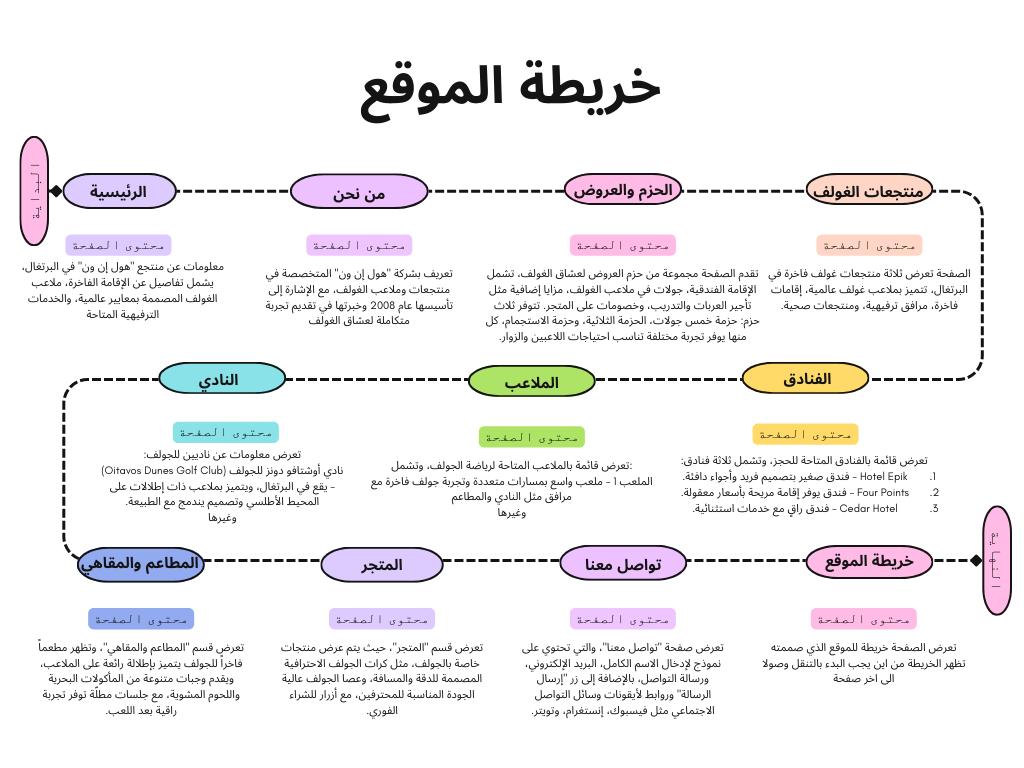 خريطة الموقع
البداية
الرئيسية
محتوى الصفحة
معلومات عن منتجع "هول إن ون" في البرتغال،
يشمل تفاصيل عن الإقامة الفاخرة، ملاعب
الغولف المصممة بمعايير عالمية، والخدمات
الترفيهية المتاحة
من نحن
محتوى الصفحة
تعريف بشركة "هول إن ون" المتخصصة في
منتجعات وملاعب الغولف، مع الإشارة إلى
تأسيسها عام 2008 وخبرتها في تقديم تجربة
متكاملة لعشاق الغولف
الحزم والعروض
محتوى الصفحة
تقدم الصفحة مجموعة من حزم العروض لعشاق الغولف، تشمل
الإقامة الفندقية، جولات في ملاعب الغولف، مزايا إضافية مثل
تأجير العربات والتدريب، وخصومات على المتجر. تتوفر ثلاث
حزم: حزمة خمس جولات، الحزمة الثلاثية، وحزمة الاستجمام، كل
منها يوفر تجربة مختلفة تناسب احتياجات اللاعبين والزوار.
منتجعات الغولف
محتوى الصفحة
الصفحة تعرض ثلاثة منتجعات غولف فاخرة في
البرتغال، تتميز بملاعب غولف عالمية، إقامات
فاخرة، مرافق ترفيهية، ومنتجعات صحية.
الفنادق
محتوى الصفحة
تعرض قائمة بالفنادق المتاحة للحجز، وتشمل ثلاثة فنادق:
1. Hotel Epik – فندق صغير بتصميم فريد وأجواء دافئة.
2. Four Points – فندق يوفر إقامة مريحة بأسعار معقولة.
3. Cedar Hotel – فندق راقٍ مع خدمات استثنائية.
الملاعب
محتوى الصفحة
تعرض قائمة بالملاعب المتاحة لرياضة الجولف، وتشمل:
الملعب 1 – ملعب واسع بمسارات متعددة وتجربة جولف فاخرة مع
مرافق مثل النادي والمطاعم
وغيرها
النادي
محتوى الصفحة
تعرض معلومات عن ناديين للجولف:
نادي أوشتافو دونز للجولف (Oitavos Dunes Golf Club)
– يقع في البرتغال، ويتميز بملاعب ذات إطلالات على
المحيط الأطلسي وتصميم يندمج مع الطبيعة.
وغيرها
المطاعم والمقاهي
محتوى الصفحة
تعرض قسم "المطاعم والمقاهي"، وتظهر مطعماً
فاخراً للجولف يتميز بإطلالة رائعة على الملاعب،
ويقدم وجبات متنوعة من المأكولات البحرية
واللحوم المشوية، مع جلسات مطلّة توفر تجربة
راقية بعد اللعب.
المتجر
محتوى الصفحة
تعرض قسم "المتجر"، حيث يتم عرض منتجات
خاصة بالجولف، مثل كرات الجولف الاحترافية
المصممة للدقة والمسافة، وعصا الجولف عالية
الجودة المناسبة للمحترفين، مع أزرار للشراء
الفوري.
تواصل معنا
محتوى الصفحة
تعرض صفحة "تواصل معنا"، والتي تحتوي على
نموذج لإدخال الاسم الكامل، البريد الإلكتروني،
ورسالة التواصل، بالإضافة إلى زر "إرسال
الرسالة" وروابط لأيقونات وسائل التواصل
الاجتماعي مثل فيسبوك، إنستغرام، وتويتر.
خريطة الموقع
محتوى الصفحة
تعرض الصفحة خريطة للموقع الذي صممته
تظهر الخريطة من اين يجب البدء بالتنقل وصولا
الى اخر صفحة
النهاية